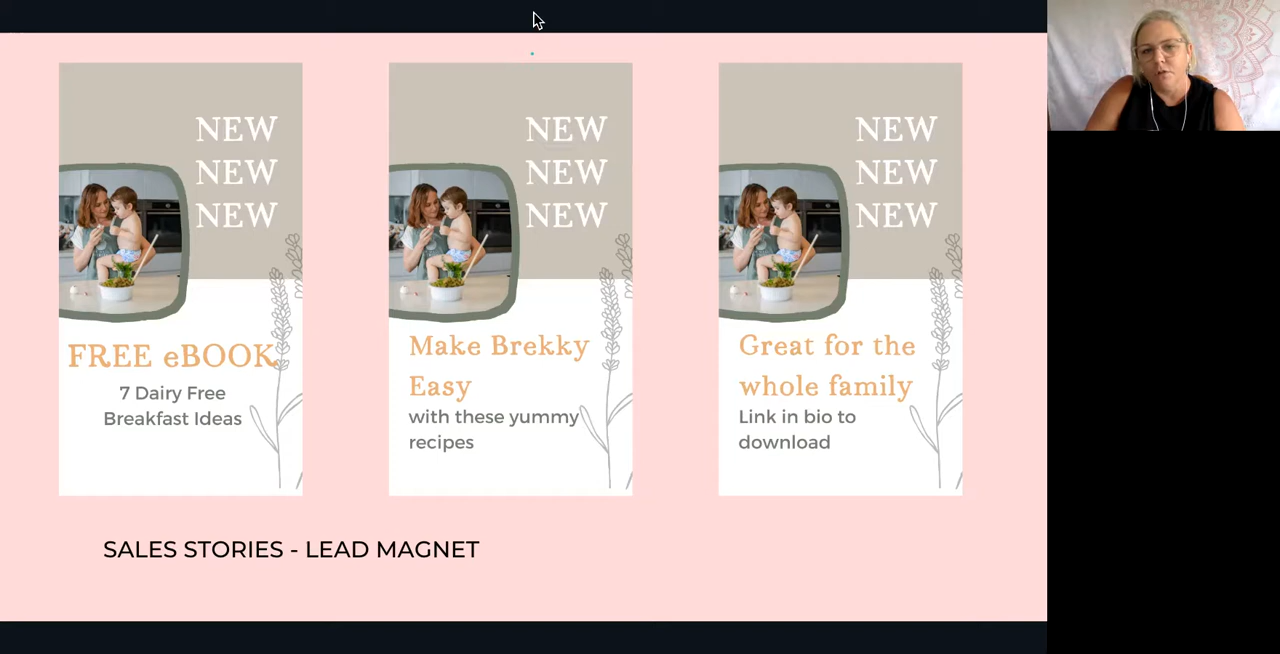 NEW
NEW
NEW
FREE eBOOK
7 Dairy Free
Breakfast Ideas
NEW
NEW
NEW
Make Brekky
Easy
with these yummy
recipes
NEW
NEW
NEW
Great for the
whole family
Link in bio to
download
SALES STORIES - LEAD MAGNET